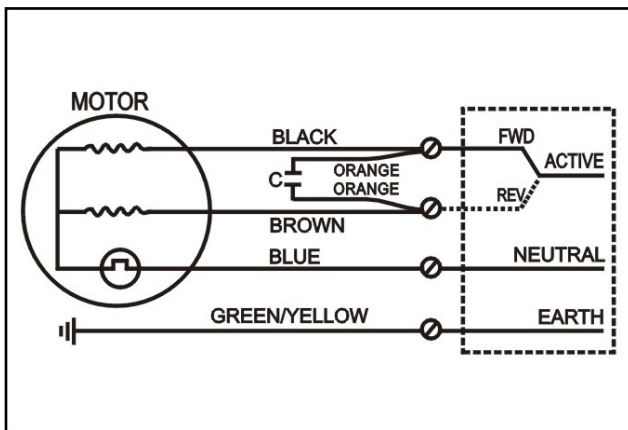 MOTOR
BLACK
FWD
ACTIVE
C
ORANGE
ORANGE
REV
BROWN
BLUE
NEUTRAL
GREEN/YELLOW
EARTH